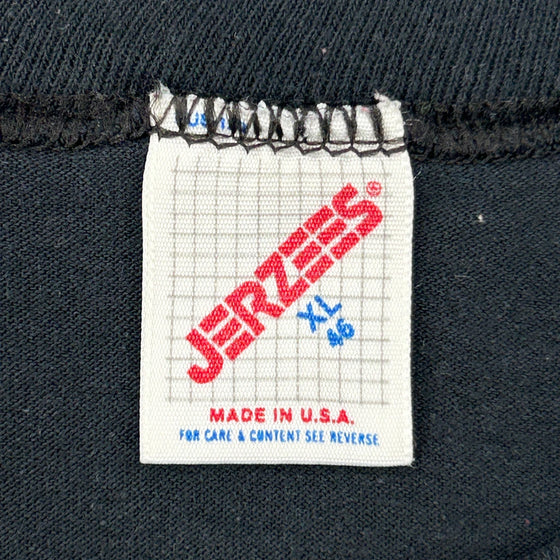 JERZEES®
XL
46
MADE IN U.S.A.
FOR CARE & CONTENT SEE REVERSE